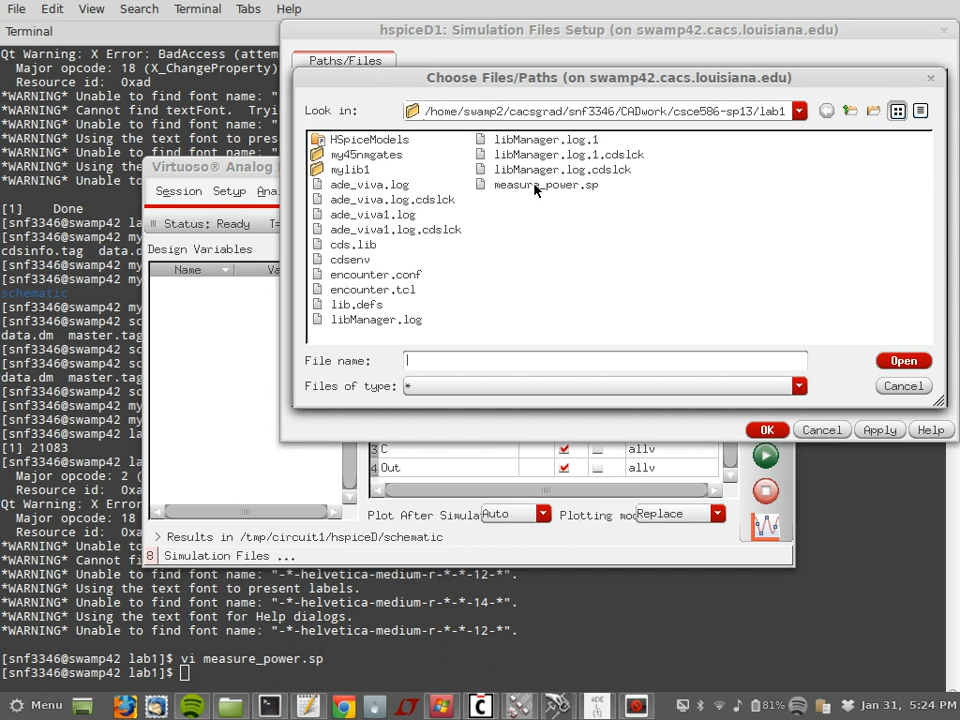 File Edit View Search Terminal Tabs Help
hspiceD1: Simulation Files Setup (on swamp42.cacs.louisiana.edu)
Terminal
Paths/Files
Choose Files/Paths (on swamp42.cacs.louisiana.edu)
Look in: /home/swamp2/cacsgrad/snf3346/CADwork/csce586-sp13/lab1
HSpiceModels
my45nmgates
mylib1
ade_viva.log
ade_viva.log.cdslck
ade_viva1.log
ade_viva1.log.cdslck
cds.lib
cdsenv
encounter.conf
encounter.tcl
lib.defs
libManager.log
libManager.log.1
libManager.log.1.cdslck
libManager.log.cdslck
measure_power.sp
File name:
Open
Files of type: *
Cancel
OK Cancel Apply Help
Virtuoso® Analog
Session Setup Ana
Status: Ready T=
Design Variables
Name Va
3 C allv
4 Out allv
Plot After Simula Auto Plotting mod Replace
> Results in /tmp/circuit1/hspiceD/schematic
8 Simulation Files ...
Qt Warning: X Error: BadAccess (attem
Major opcode: 18 (X_ChangeProperty)
Resource id: 0xad
*WARNING* Unable to find font name: "
*WARNING* Cannot find textFont. Tryi
*WARNING* Unable to find font name: "
*WARNING* Using the text font to pres
*WARNING* Unable to find font name: "
*WARNING* Using the
*WARNING* Unable to
[1] Done
[snf3346@swamp42 la
[snf3346@swamp42 my
cdsinfo.tag data.d
[snf3346@swamp42 my
[snf3346@swamp42 my
schematic
[snf3346@swamp42 my
[snf3346@swamp42 sc
data.dm master.tag
[snf3346@swamp42 sc
[snf3346@swamp42 sc
data.dm master.tag
[snf3346@swamp42 sc
[snf3346@swamp42 my
[snf3346@swamp42 my
[snf3346@swamp42 la
[1] 21083
[snf3346@swamp42 la
Major opcode: 2 (
Resource id: 0xa
Qt Warning: X Error
Major opcode: 18
Resource id: 0xa
*WARNING* Unable to
*WARNING* Cannot fi
*WARNING* Unable to find font name: "-*-helvetica-medium-r-*-*-12-*".
*WARNING* Using the text font to present labels.
*WARNING* Unable to find font name: "-*-helvetica-medium-r-*-*-14-*".
*WARNING* Using the text font for Help dialogs.
*WARNING* Unable to find font name: "-*-helvetica-medium-r-*-*-12-*".
[snf3346@swamp42 lab1]$ vi measure_power.sp
[snf3346@swamp42 lab1]$
Menu
ADE L (1)
81% Jan 31, 5:24 PM